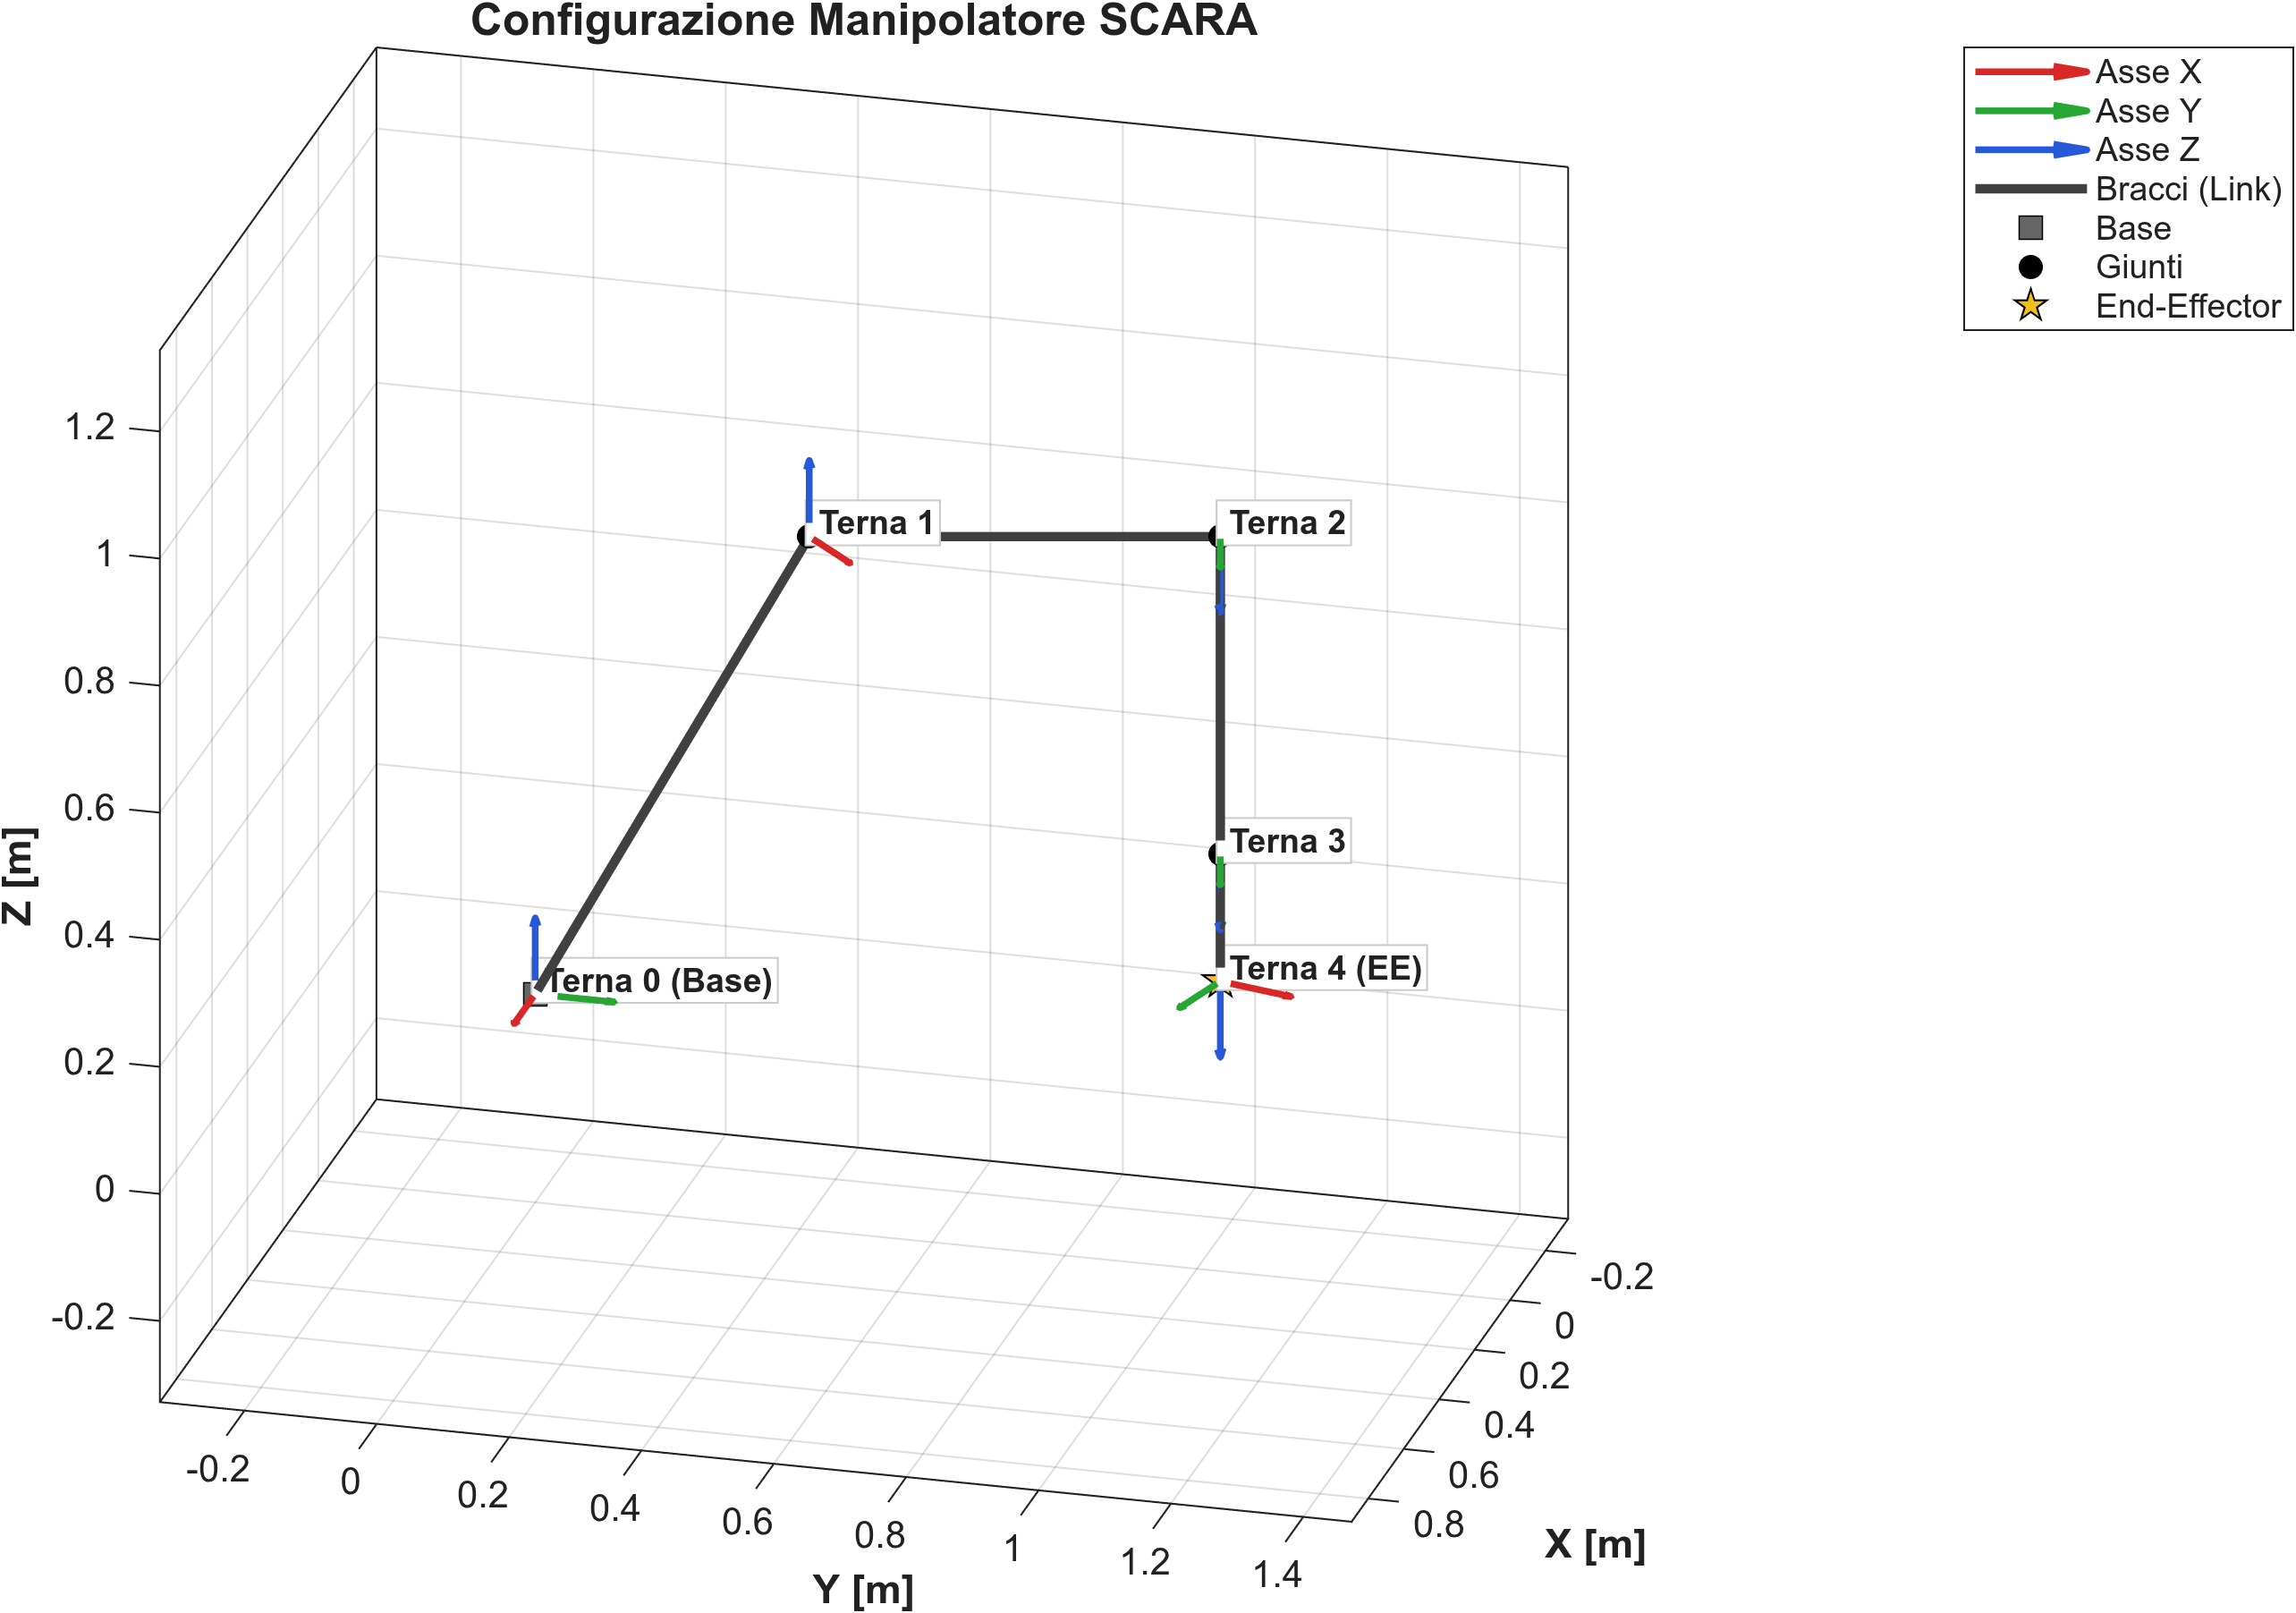 Configurazione Manipolatore SCARA
Asse X
Asse Y
Asse Z
Bracci (Link)
Base
Giunti
End-Effector
1.2
1
0.8
0.6
0.4
0.2
0
-0.2
Z [m]
Terna 1
Terna 2
Terna 3
Terna 0 (Base)
Terna 4 (EE)
-0.2
0
0.2
0.4
0.6
0.8
1
1.2
1.4
Y [m]
-0.2
0
0.2
0.4
0.6
0.8
X [m]